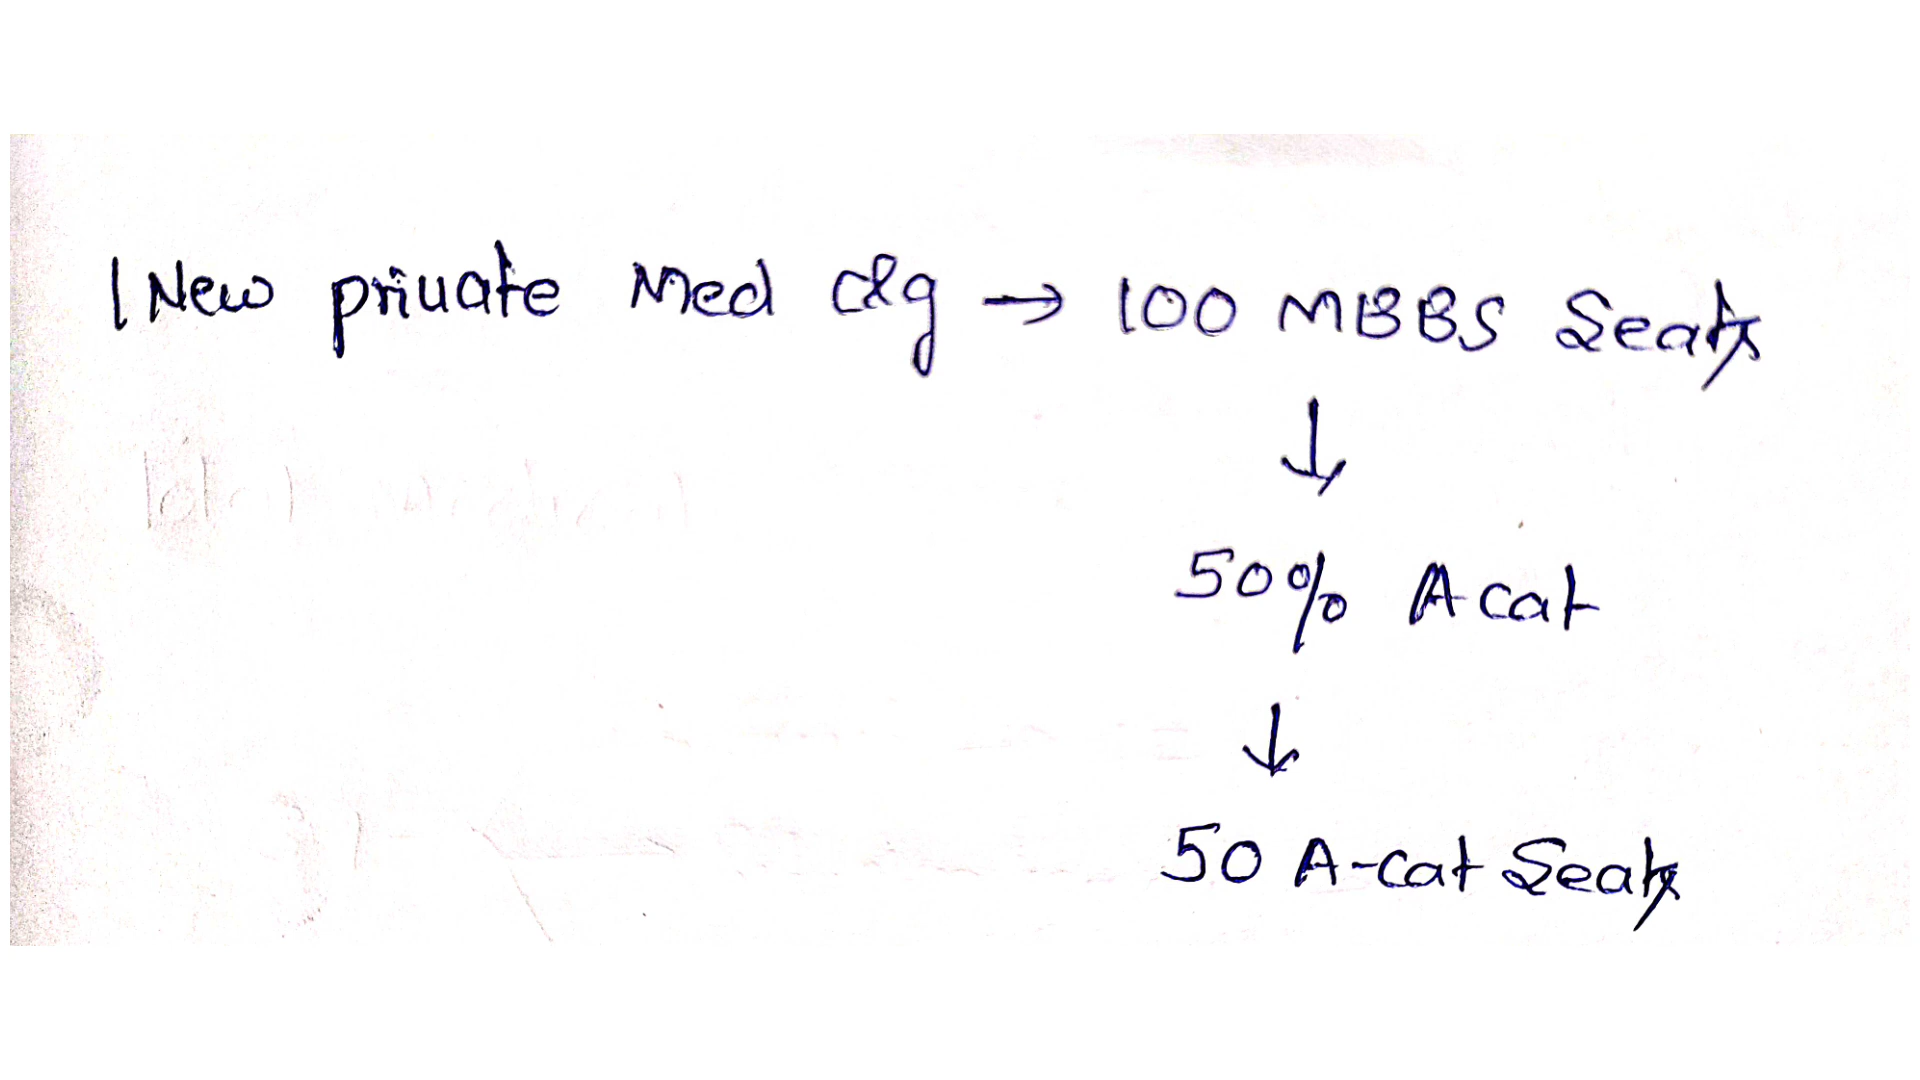 1 New private Med clg → 100 MBBS Seats
↓
50% A cat
↓
50 A-cat Seats